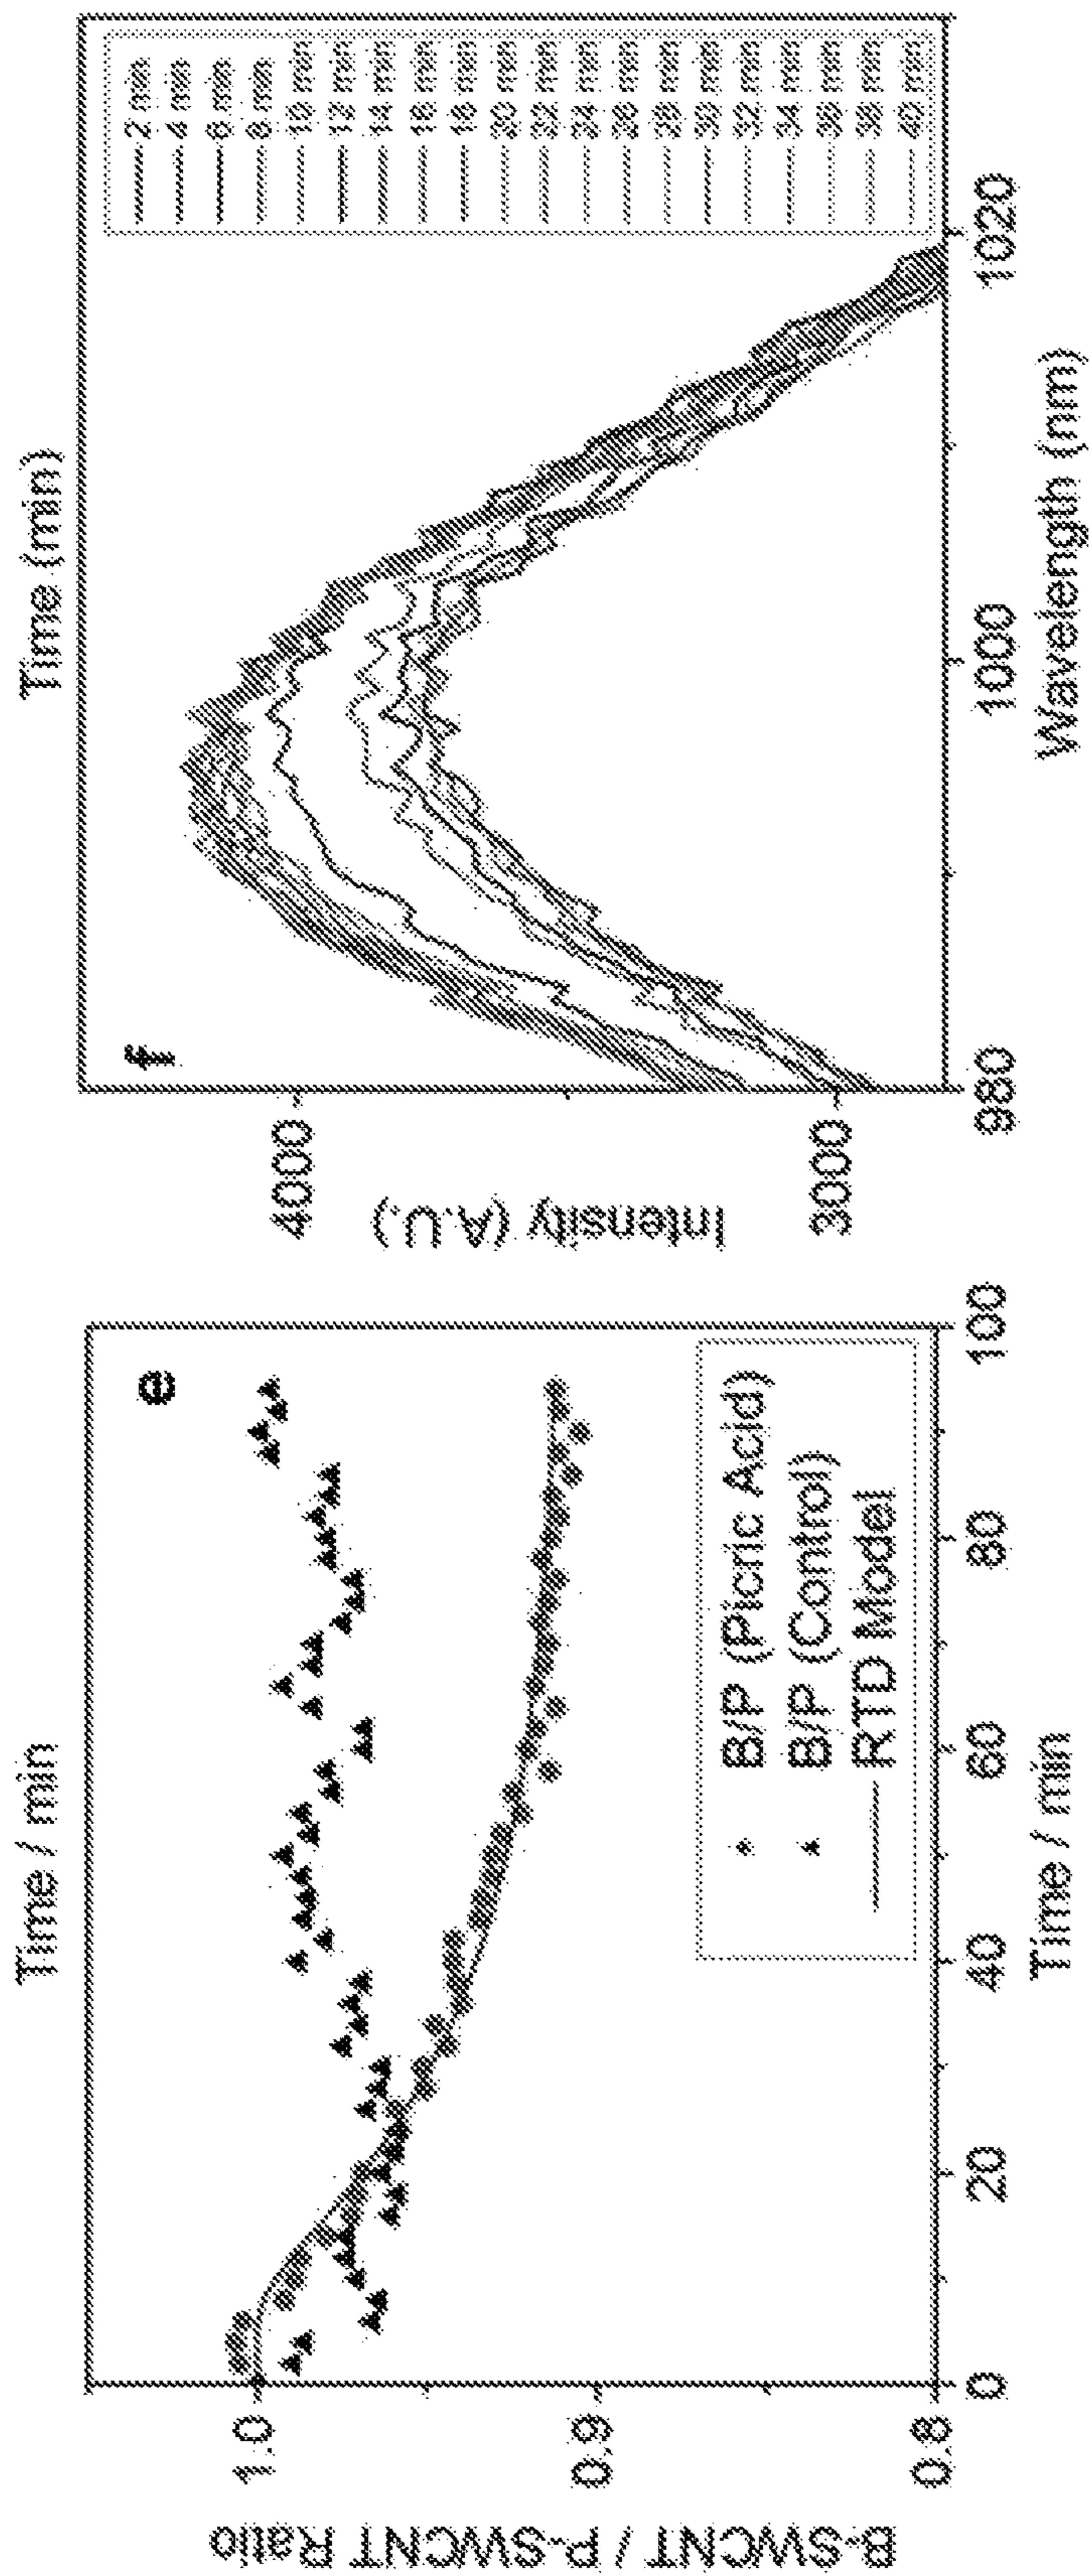 Time / min
e
1.0
0.9
0.8
B-SWCNT / P-SWCNT Ratio
B/P (Picric Acid)
B/P (Control)
RTD Model
0
20
40
60
80
100
Time / min
Time (min)
f
4000
3000
Intensity (A.U.)
2 min
4 min
6 min
8 min
10 min
12 min
14 min
16 min
18 min
20 min
22 min
24 min
26 min
28 min
30 min
32 min
34 min
36 min
38 min
40 min
980
1000
1020
Wavelength (nm)